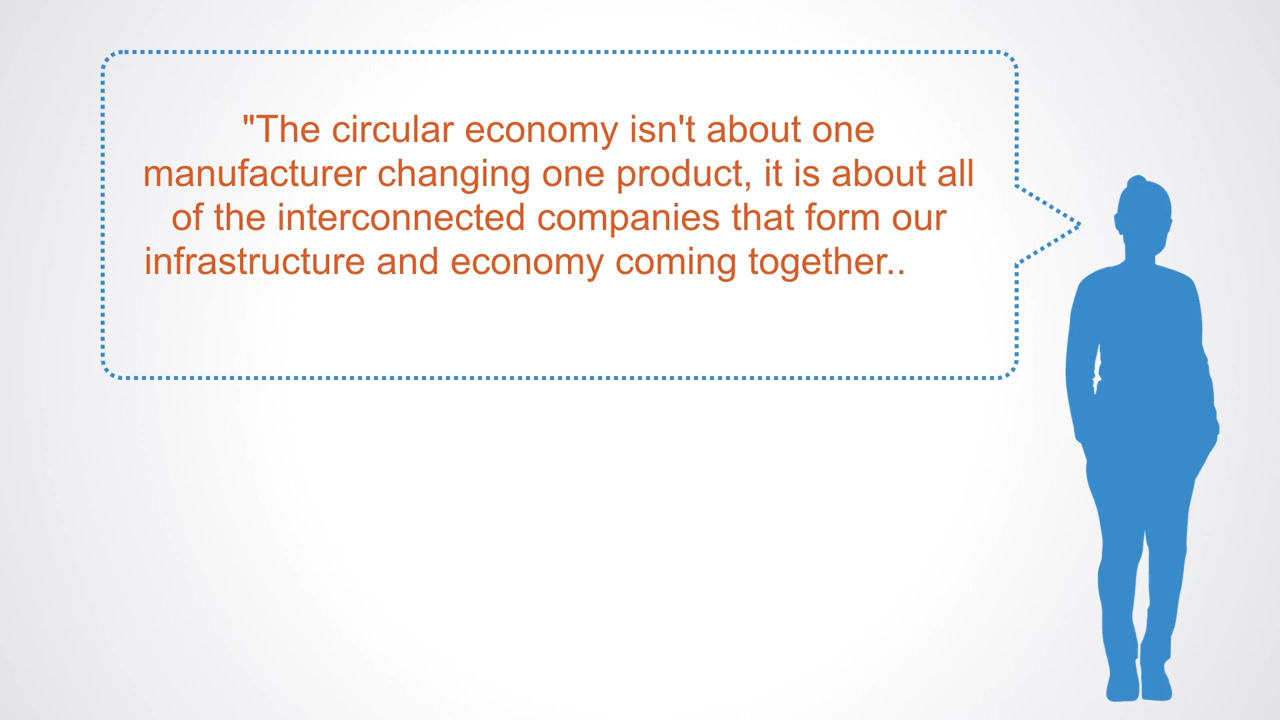 "The circular economy isn't about one
manufacturer changing one product, it is about all
of the interconnected companies that form our
infrastructure and economy coming together..